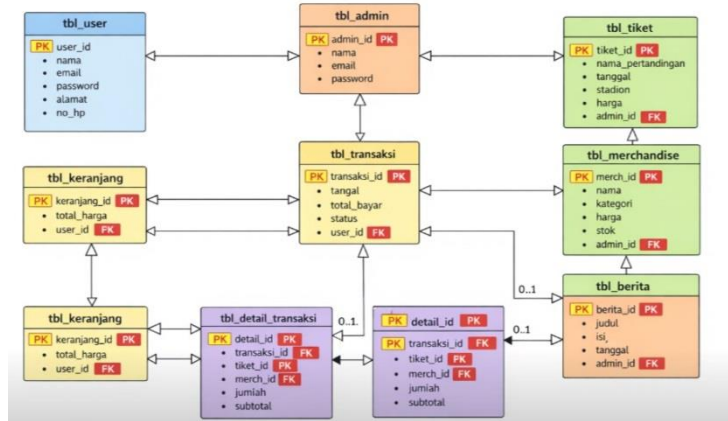 tbl_user
PK user_id
• nama
• email
• password
• alamat
• no_hp
tbl_admin
PK admin_id PK
• nama
• email
• password
tbl_tiket
PK tiket_id PK
• nama_pertandingan
• tanggal
• stadion
• harga
• admin_id FK
tbl_keranjang
PK keranjang_id PK
• total_harga
• user_id FK
tbl_transaksi
PK transaksi_id PK
• tangal
• total_bayar
• status
• user_id FK
tbl_merchandise
PK merch_id PK
• nama
• kategori
• harga
• stok
• admin_id FK
tbl_keranjang
PK keranjang_id PK
• total_harga
• user_id FK
tbl_detail_transaksi
PK detail_id PK
• transaksi_id FK
• tiket_id PK
• merch_id FK
• jumiah
• subtotal
0..1.
PK detail_id PK
PK transaksi_id FK
• tiket_id PK
• merch_id FK
• jumiah
• subtotal
0..1
0..1
tbl_berita
PK berita_id PK
• judul
• isi,
• tanggal
• admin_id FK